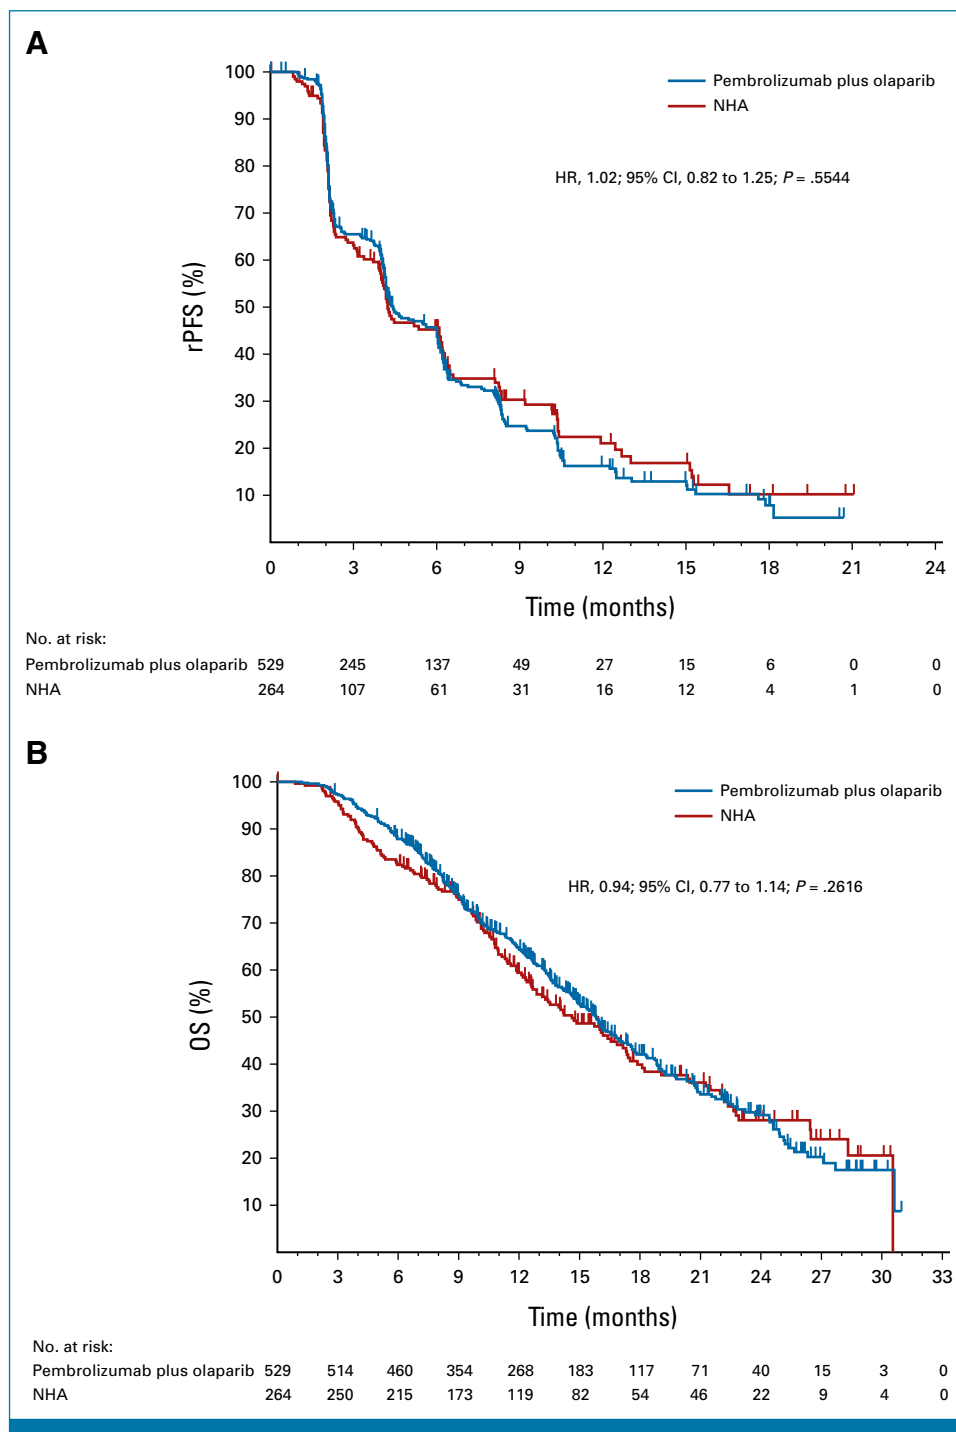 A
100
90
80
70
60
50
40
30
20
10
rPFS (%)
Pembrolizumab plus olaparib
NHA
HR, 1.02; 95% CI, 0.82 to 1.25; P = .5544
0 3 6 9 12 15 18 21 24
Time (months)
No. at risk:
Pembrolizumab plus olaparib 529 245 137 49 27 15 6 0 0
NHA 264 107 61 31 16 12 4 1 0
B
100
90
80
70
60
50
40
30
20
10
OS (%)
Pembrolizumab plus olaparib
NHA
HR, 0.94; 95% CI, 0.77 to 1.14; P = .2616
0 3 6 9 12 15 18 21 24 27 30 33
Time (months)
No. at risk:
Pembrolizumab plus olaparib 529 514 460 354 268 183 117 71 40 15 3 0
NHA 264 250 215 173 119 82 54 46 22 9 4 0